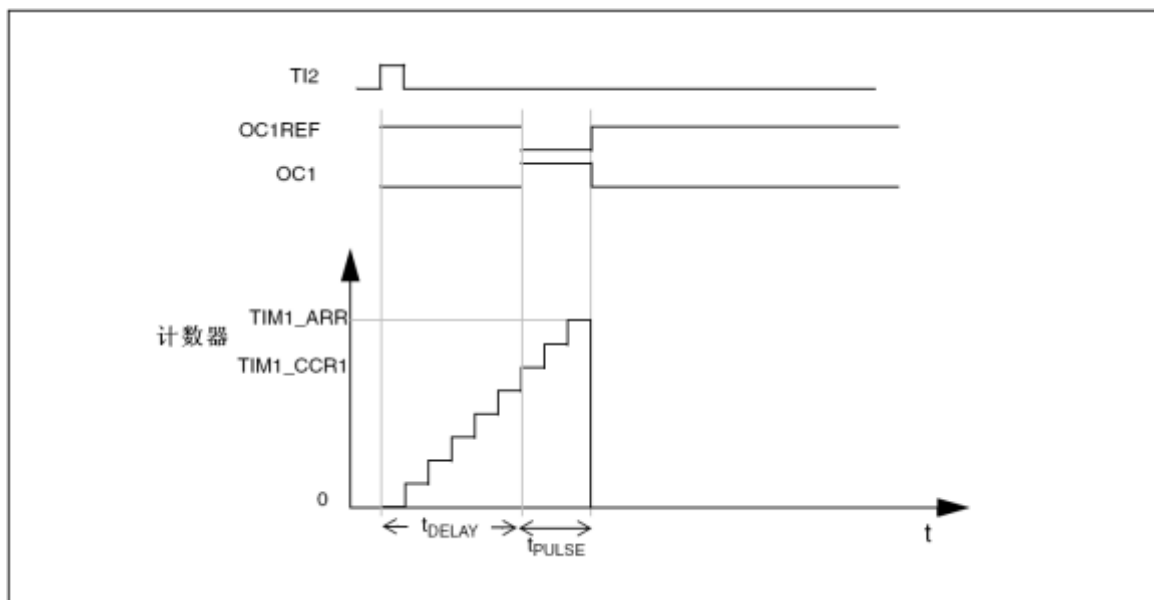 TI2
OC1REF
OC1
TIM1_ARR
计数器
TIM1_CCR1
0
tDELAY
tPULSE
t